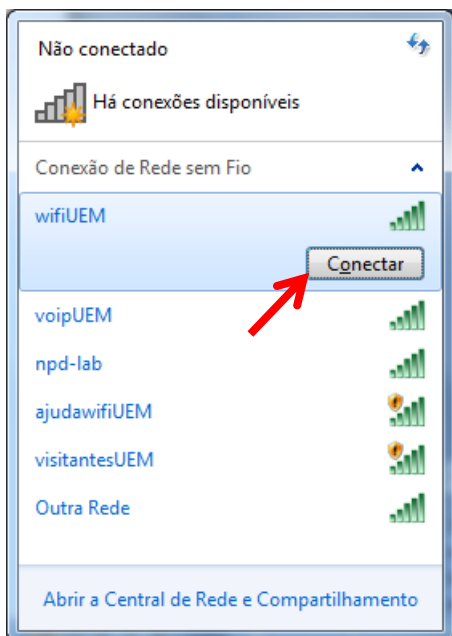 Não conectado
Há conexões disponíveis
Conexão de Rede sem Fio
wifiUEM
Conectar
voipUEM
npd-lab
ajudawifiUEM
visitantesUEM
Outra Rede
Abrir a Central de Rede e Compartilhamento